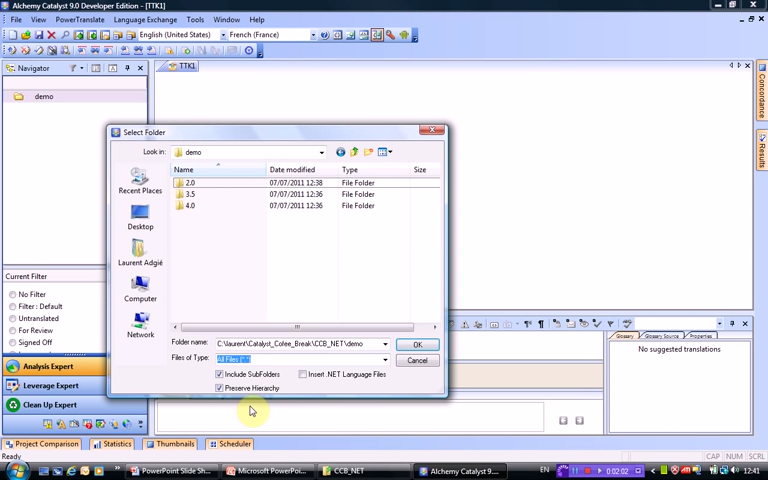 Alchemy Catalyst 9.0 Developer Edition - [TTK1]
File View PowerTranslate Language Exchange Tools Window Help
English (United States) French (France)
Navigator
TTK1
demo
Concordance
Results
Select Folder
Look in: demo
Name Date modified Type Size
2.0 07/07/2011 12:38 File Folder
3.5 07/07/2011 12:36 File Folder
4.0 07/07/2011 12:36 File Folder
Recent Places
Desktop
Laurent Adgié
Computer
Network
Folder name: C:\laurent\Catalyst_Cofee_Break\CCB_NET\demo OK
Files of Type: All Files (*.*) Cancel
Include SubFolders Insert .NET Language Files
Preserve Hierarchy
Current Filter
No Filter
Filter : Default
Untranslated
For Review
Signed Off
Analysis Expert
Leverage Expert
Clean Up Expert
Glossary Glossary Source Properties
No suggested translations
Project Comparison Statistics Thumbnails Scheduler
Ready CAP NUM SCRL
PowerPoint Slide Sh... Microsoft PowerPoi... CCB_NET Alchemy Catalyst 9.... EN 2:02:02 12:41